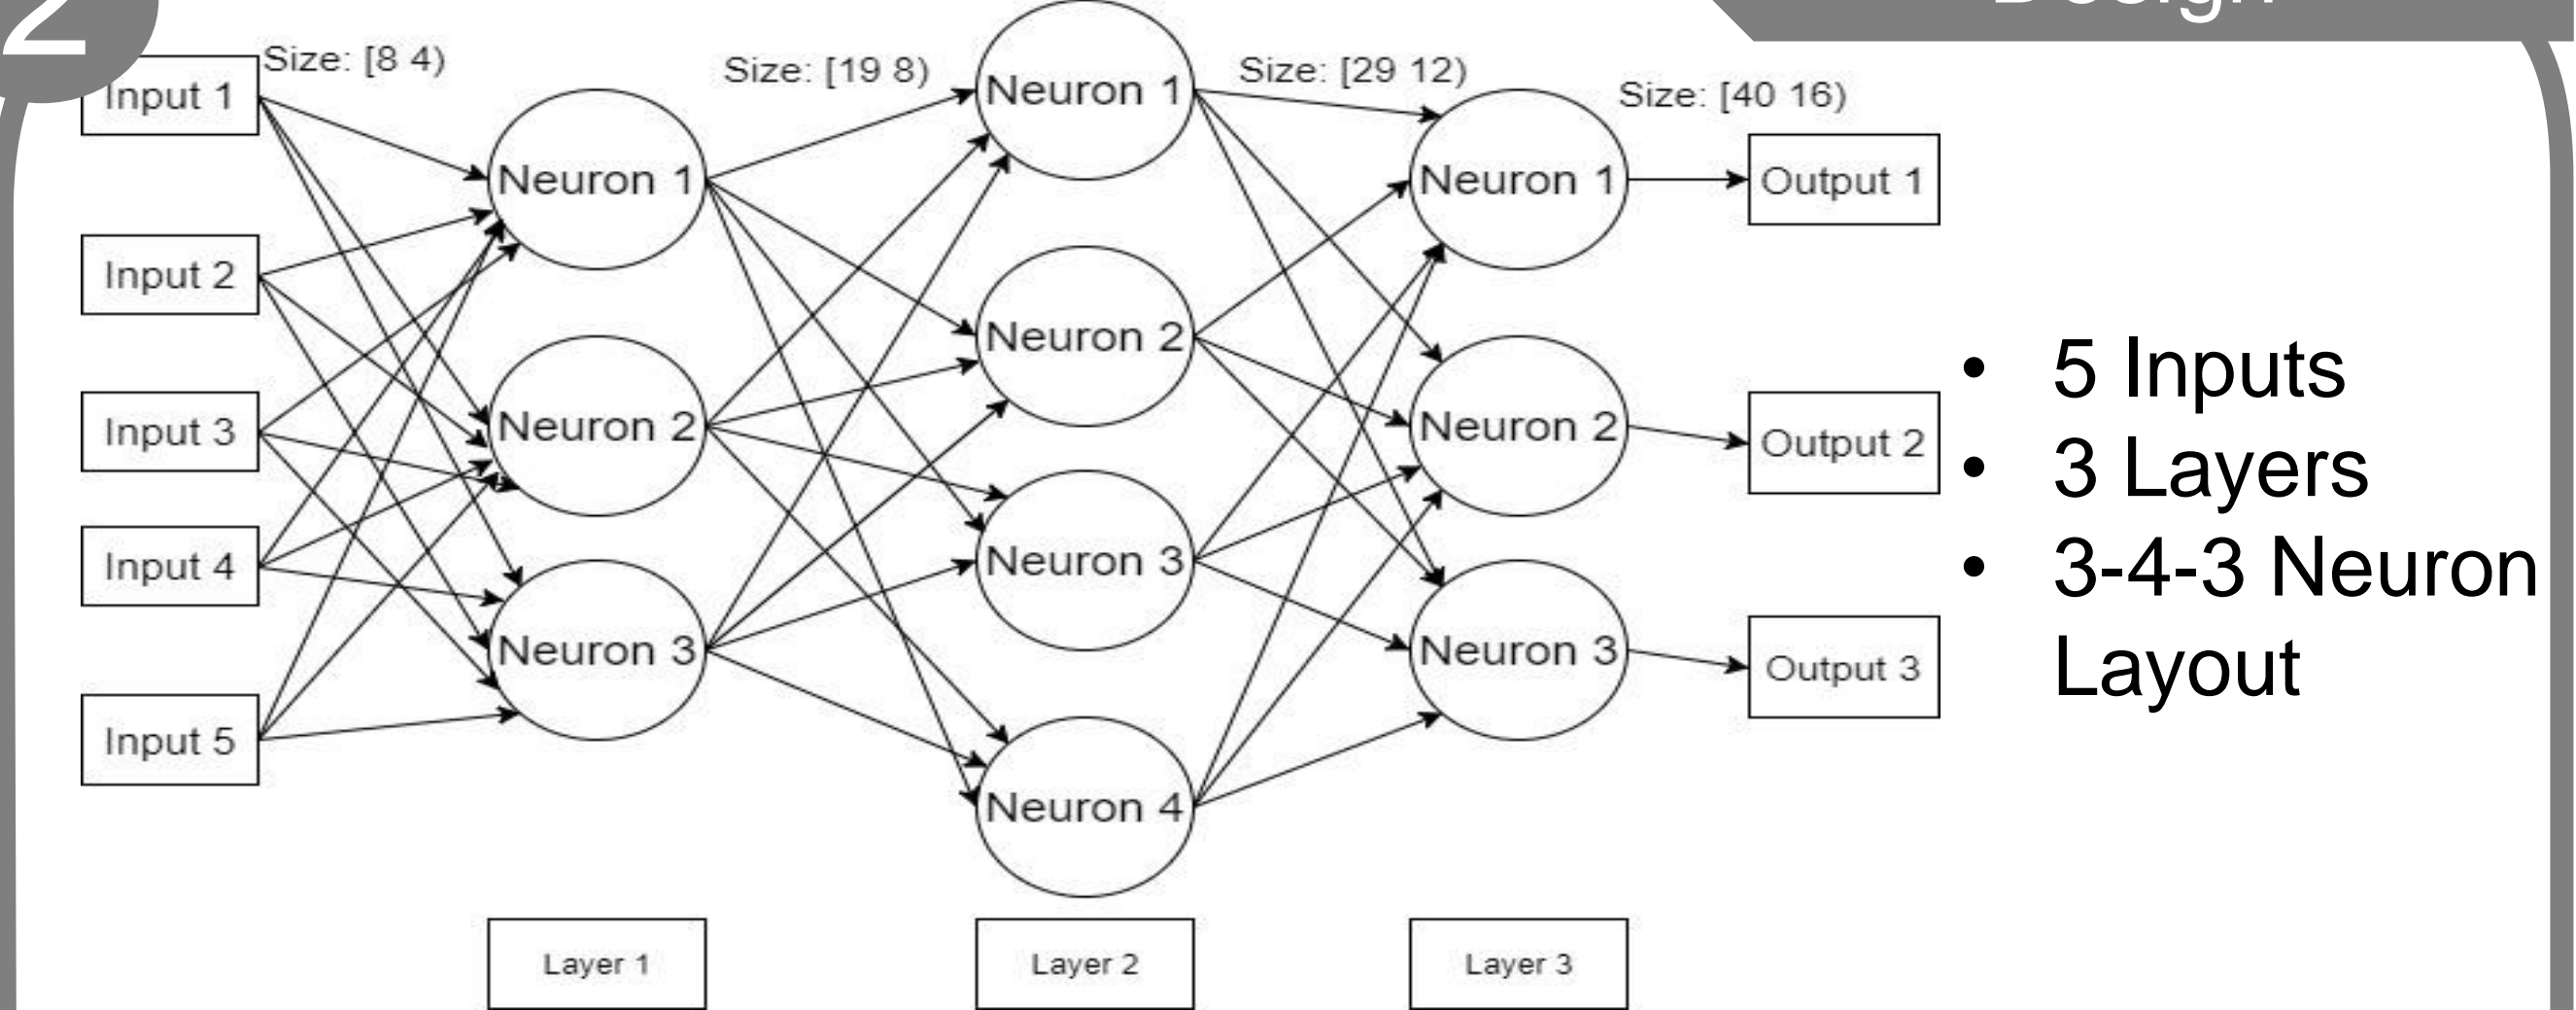 2
Design
Size: [8 4)
Size: [19 8)
Size: [29 12)
Size: [40 16)
Input 1
Input 2
Input 3
Input 4
Input 5
Neuron 1
Neuron 2
Neuron 3
Neuron 1
Neuron 2
Neuron 3
Neuron 4
Neuron 1
Neuron 2
Neuron 3
Output 1
Output 2
Output 3
Layer 1
Layer 2
Layer 3
• 5 Inputs
• 3 Layers
• 3-4-3 Neuron
Layout